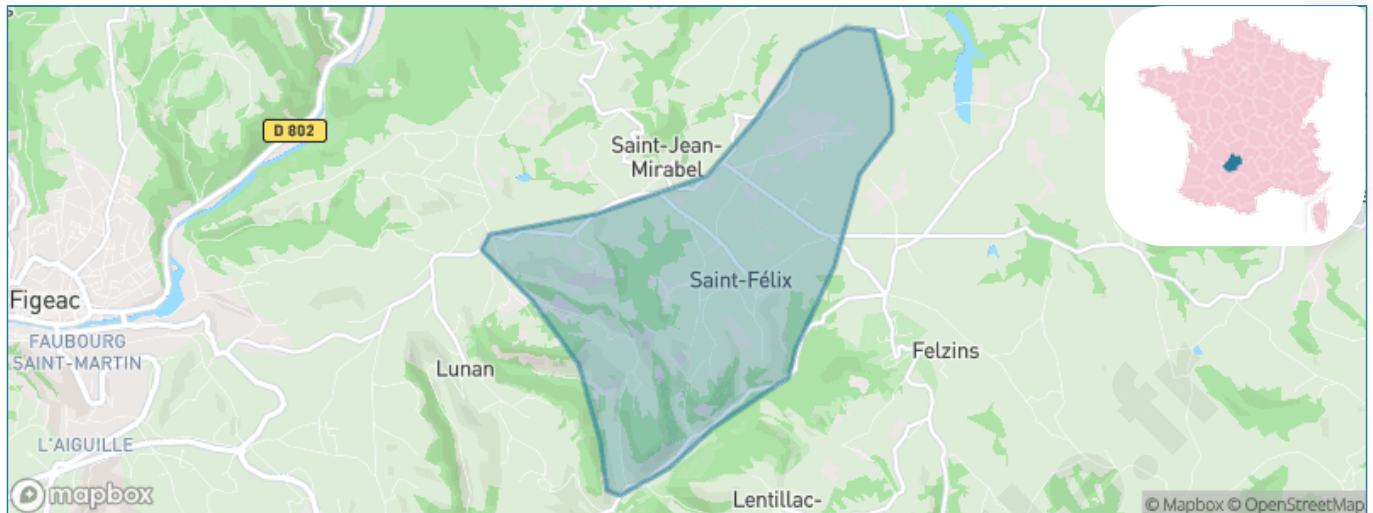 D 802
Saint-Jean-
Mirabel
Saint-Félix
Figeac
FAUBOURG
SAINT-MARTIN
Lunan
Felzins
L'AIGUILLE
Lentillac-
mapbox
© Mapbox © OpenStreetMap